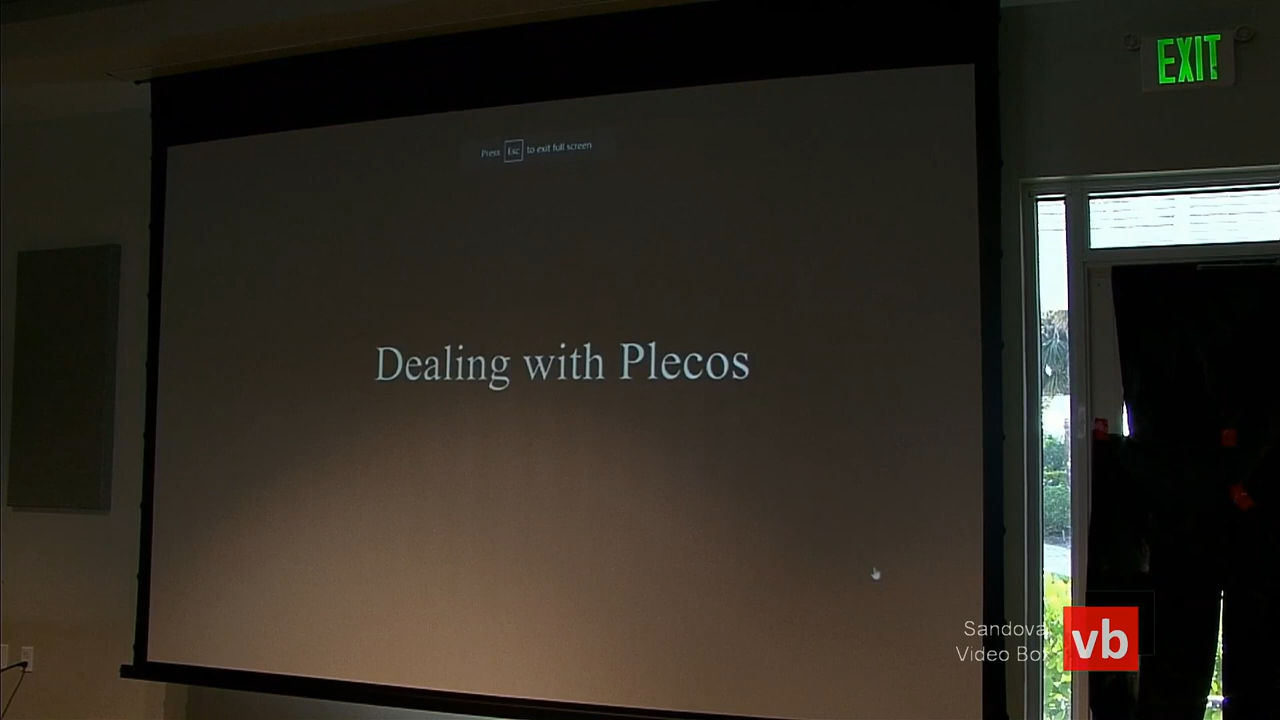 EXIT
Press Esc to exit full screen
Dealing with Plecos
Sandoval
Video Box
vb